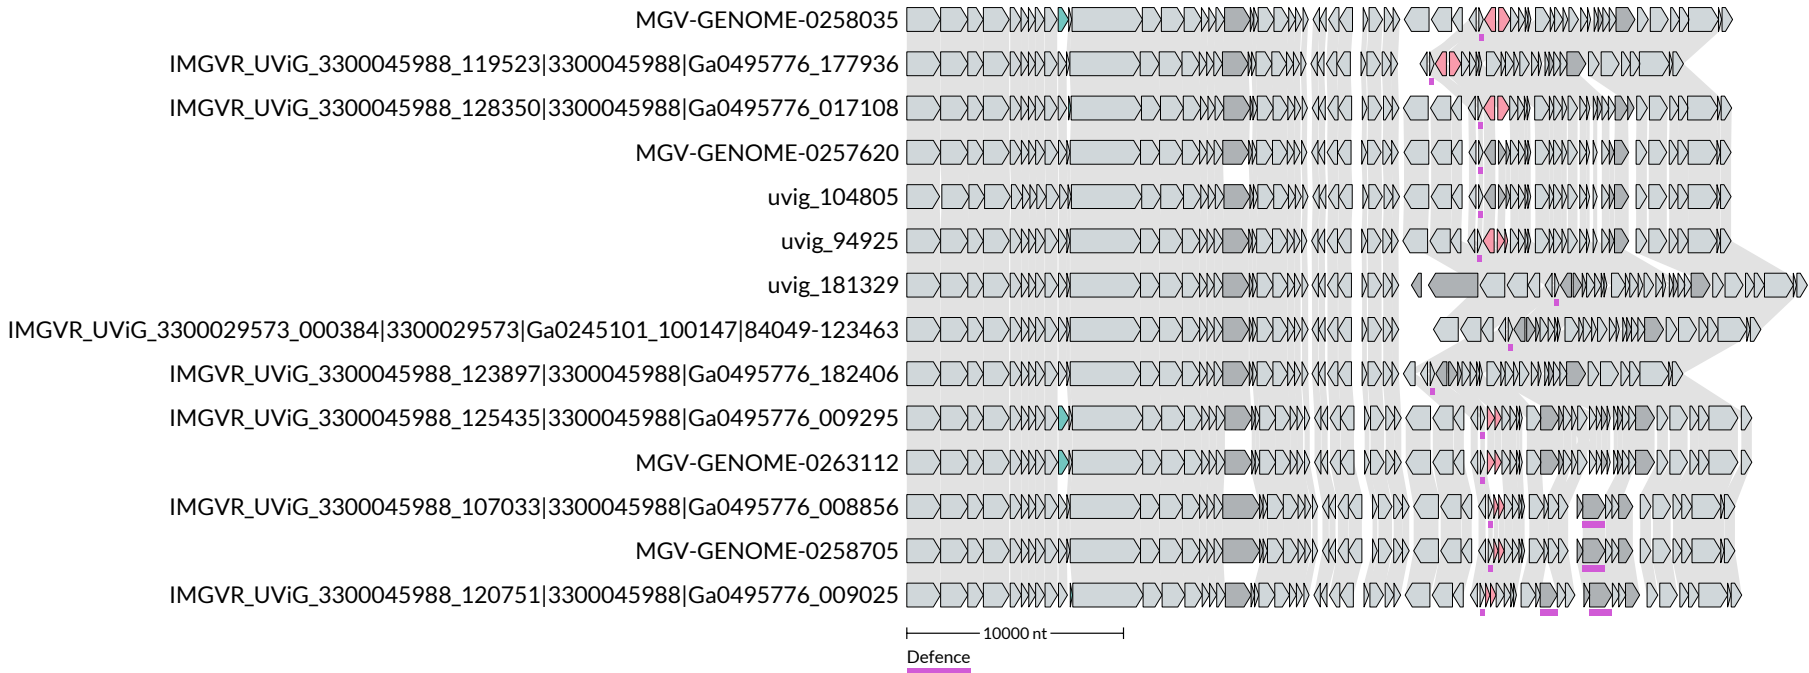 MGV-GENOME-0258035
IMGVR_UViG_3300045988_119523|3300045988|Ga0495776_177936
IMGVR_UViG_3300045988_128350|3300045988|Ga0495776_017108
MGV-GENOME-0257620
uvig_104805
uvig_94925
uvig_181329
IMGVR_UViG_3300029573_000384|3300029573|Ga0245101_100147|84049-123463
IMGVR_UViG_3300045988_123897|3300045988|Ga0495776_182406
IMGVR_UViG_3300045988_125435|3300045988|Ga0495776_009295
MGV-GENOME-0263112
IMGVR_UViG_3300045988_107033|3300045988|Ga0495776_008856
MGV-GENOME-0258705
IMGVR_UViG_3300045988_120751|3300045988|Ga0495776_009025
10000 nt
Defence